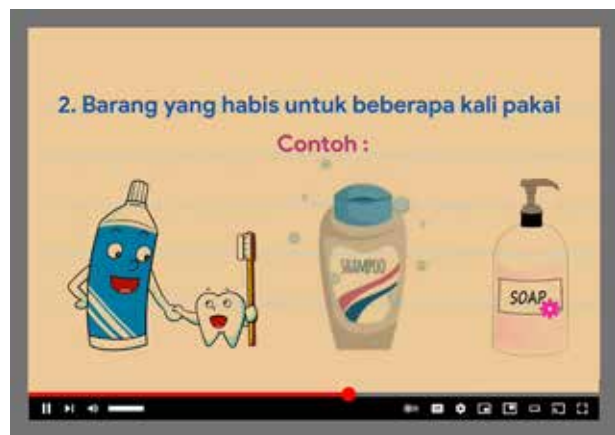 2. Barang yang habis untuk beberapa kali pakai
Contoh :
SHAMPOO
SOAP